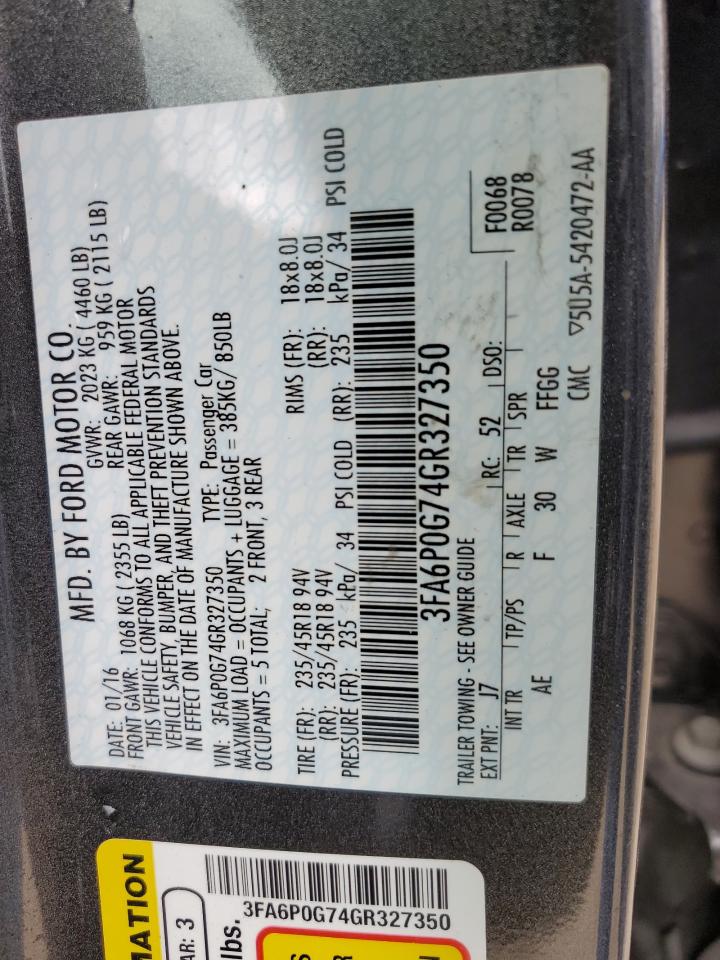 MFD. BY FORD MOTOR CO.
DATE: 01/16 GVWR: 2023 KG ( 4460 LB)
FRONT GAWR: 1068 KG ( 2355 LB) REAR GAWR: 959 KG ( 2115 LB)
THIS VEHICLE CONFORMS TO ALL APPLICABLE FEDERAL MOTOR
VEHICLE SAFETY, BUMPER, AND THEFT PREVENTION STANDARDS
IN EFFECT ON THE DATE OF MANUFACTURE SHOWN ABOVE.
VIN: 3FA6P0G74GR327350 TYPE: Passenger Car
MAXIMUM LOAD = OCCUPANTS + LUGGAGE = 385KG/ 850LB
OCCUPANTS = 5 TOTAL; 2 FRONT, 3 REAR
TIRE (FR): 235/45R18 94V RIMS (FR): 18x8.0J
(RR): 235/45R18 94V (RR): 18x8.0J
PRESSURE (FR): 235 kPa/ 34 PSI COLD (RR): 235 kPa/ 34 PSI COLD
3FA6P0G74GR327350
F0068
R0078
TRAILER TOWING - SEE OWNER GUIDE
EXT PNT: J7 RC: 52 DSO:
INT TR TP/PS R AXLE TR SPR
AE F 30 W FFGG
CMC ▽5U5A-5420472-AA
MATION
AR: 3
lbs.
3FA6P0G74GR327350
S
R
N